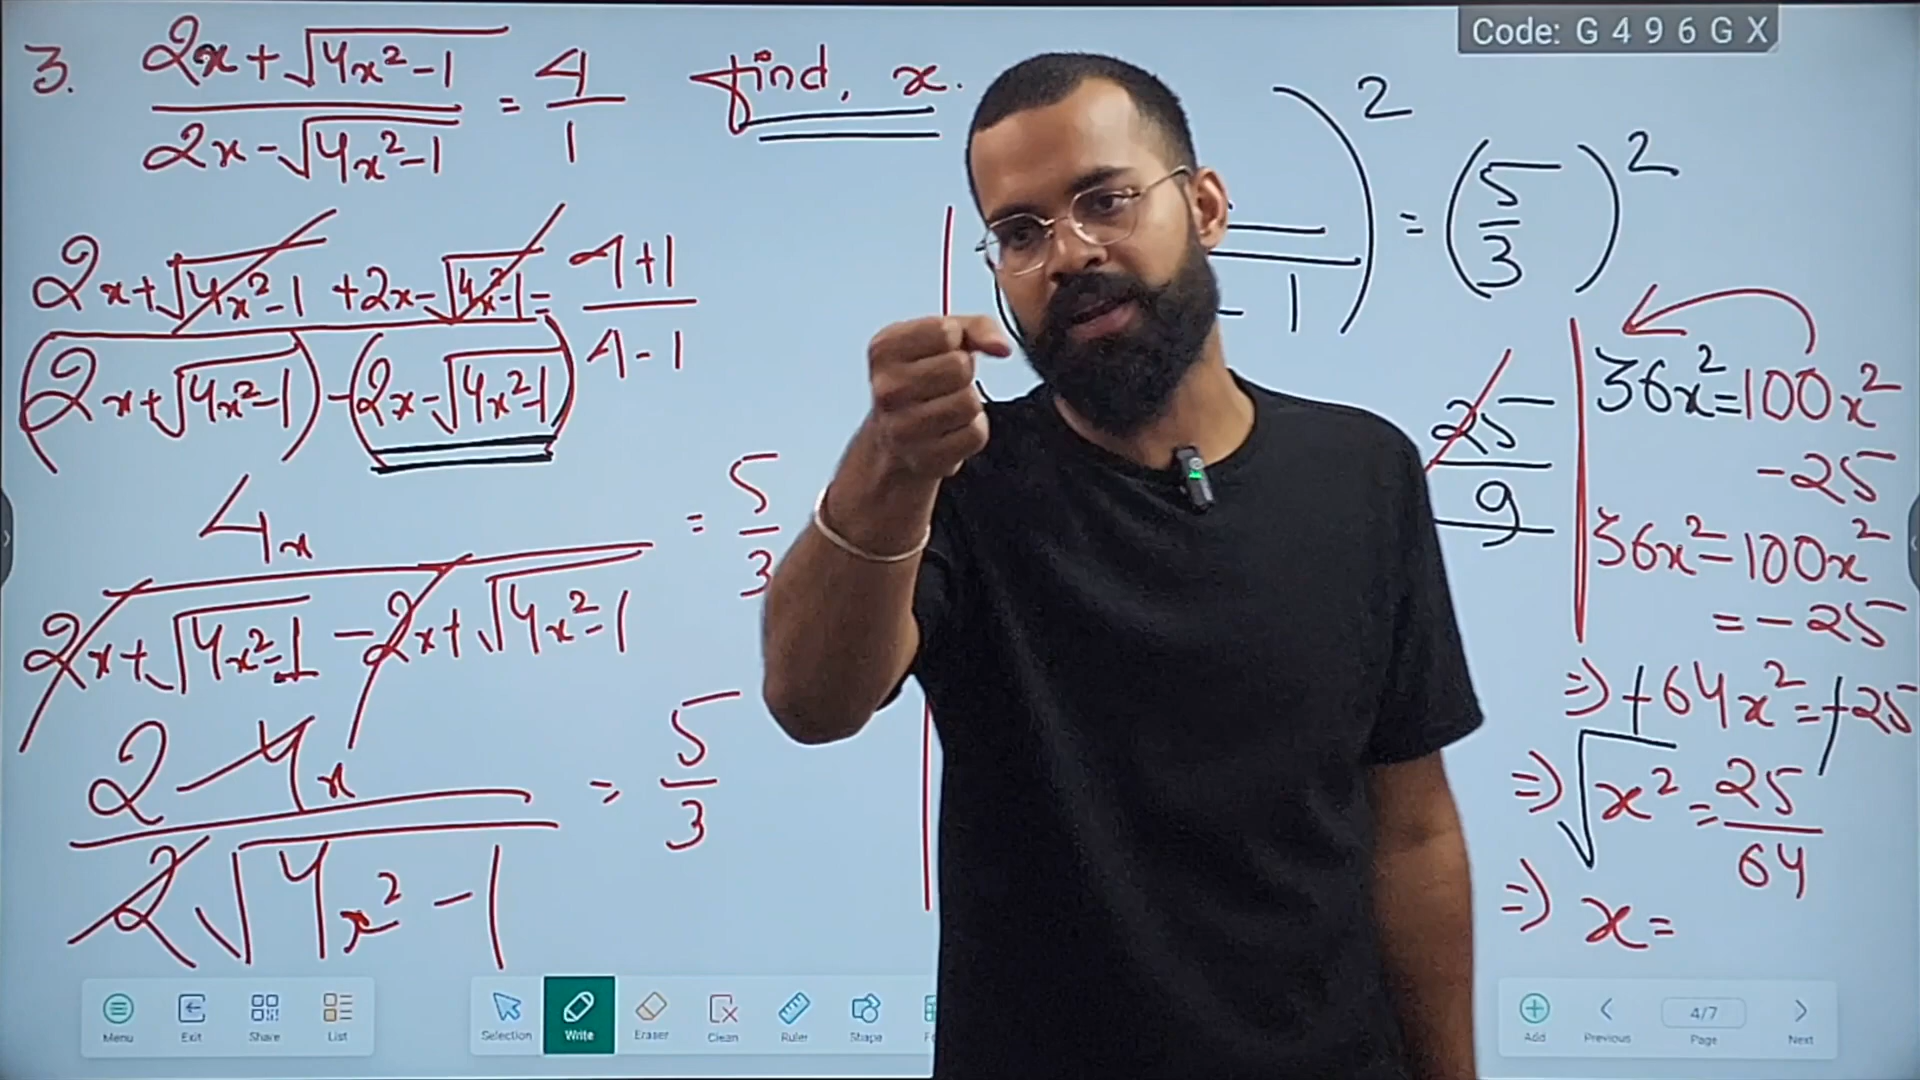 Code: G 4 9 6 G X
3. (2x + √(4x² - 1)) / (2x - √(4x² - 1)) = 4/1 find, x.
(2x + √(4x² - 1) + 2x - √(4x² - 1)) / ((2x + √(4x² - 1)) - (2x - √(4x² - 1))) = (4 + 1) / (4 - 1)
4x / (2x + √(4x² - 1) - 2x + √(4x² - 1)) = 5/3
2 4x / 2√(4x² - 1) = 5/3
- 1)² = (5/3)²
25/9
36x² = 100x²
- 25
36x² = 100x²
= - 25
⇒ + 64x² = + 25
⇒ √x² = 25/64
⇒ x =
Menu Exit Share List
Selection Write Eraser Clean Ruler Shape
Add Previous 4/7 Page Next